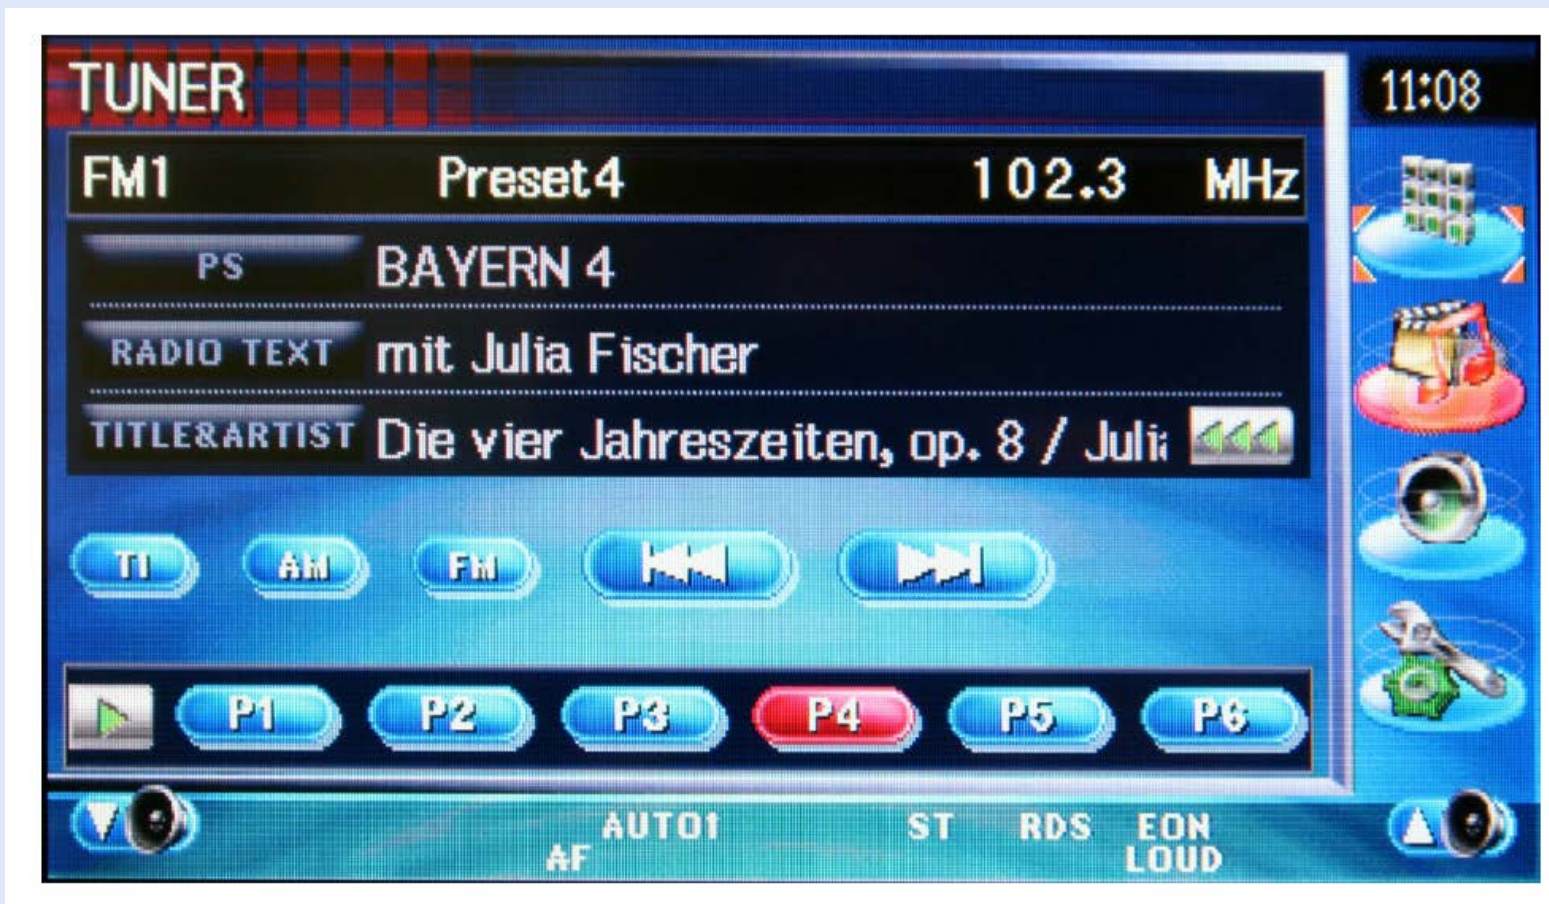 TUNER
11:08
FM1 Preset4 102.3 MHz
PS BAYERN 4
RADIO TEXT mit Julia Fischer
TITLE&ARTIST Die vier Jahreszeiten, op. 8 / Juli
TI AM FM
P1 P2 P3 P4 P5 P6
AUTO1 ST RDS EON
AF LOUD